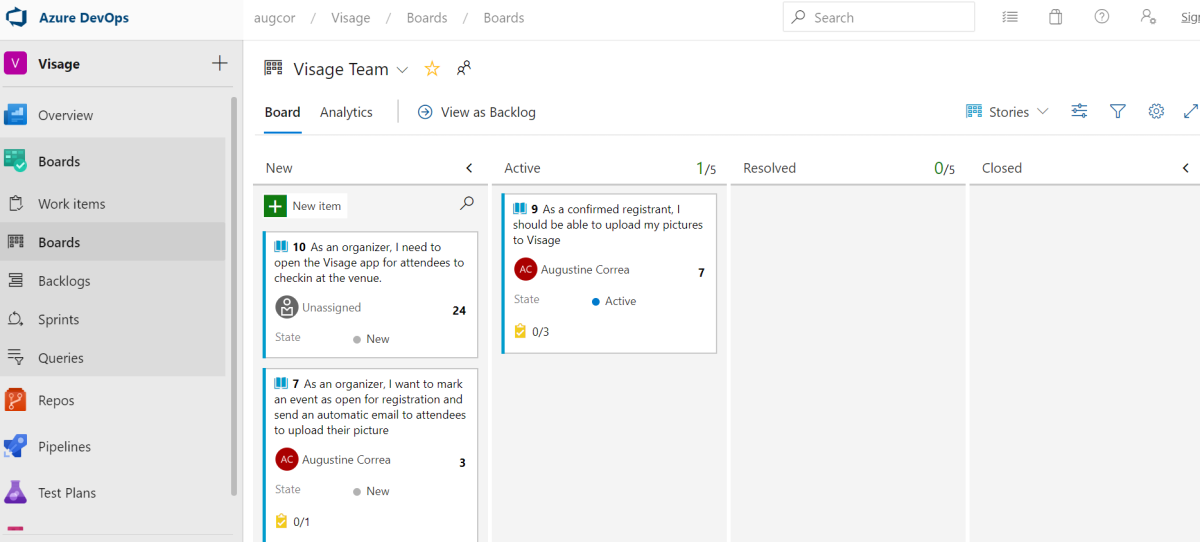 Azure DevOps
augcor / Visage / Boards / Boards
Search
Sig
V Visage
Visage Team
Overview
Boards
Work items
Boards
Backlogs
Sprints
Queries
Repos
Pipelines
Test Plans
Board Analytics View as Backlog
Stories
New
New item
10 As an organizer, I need to
open the Visage app for attendees to
checkin at the venue.
Unassigned
24
State New
7 As an organizer, I want to mark
an event as open for registration and
send an automatic email to attendees
to upload their picture
AC Augustine Correa
3
State New
0/1
Active 1/5
9 As a confirmed registrant, I
should be able to upload my pictures
to Visage
AC Augustine Correa
7
State Active
0/3
Resolved 0/5
Closed